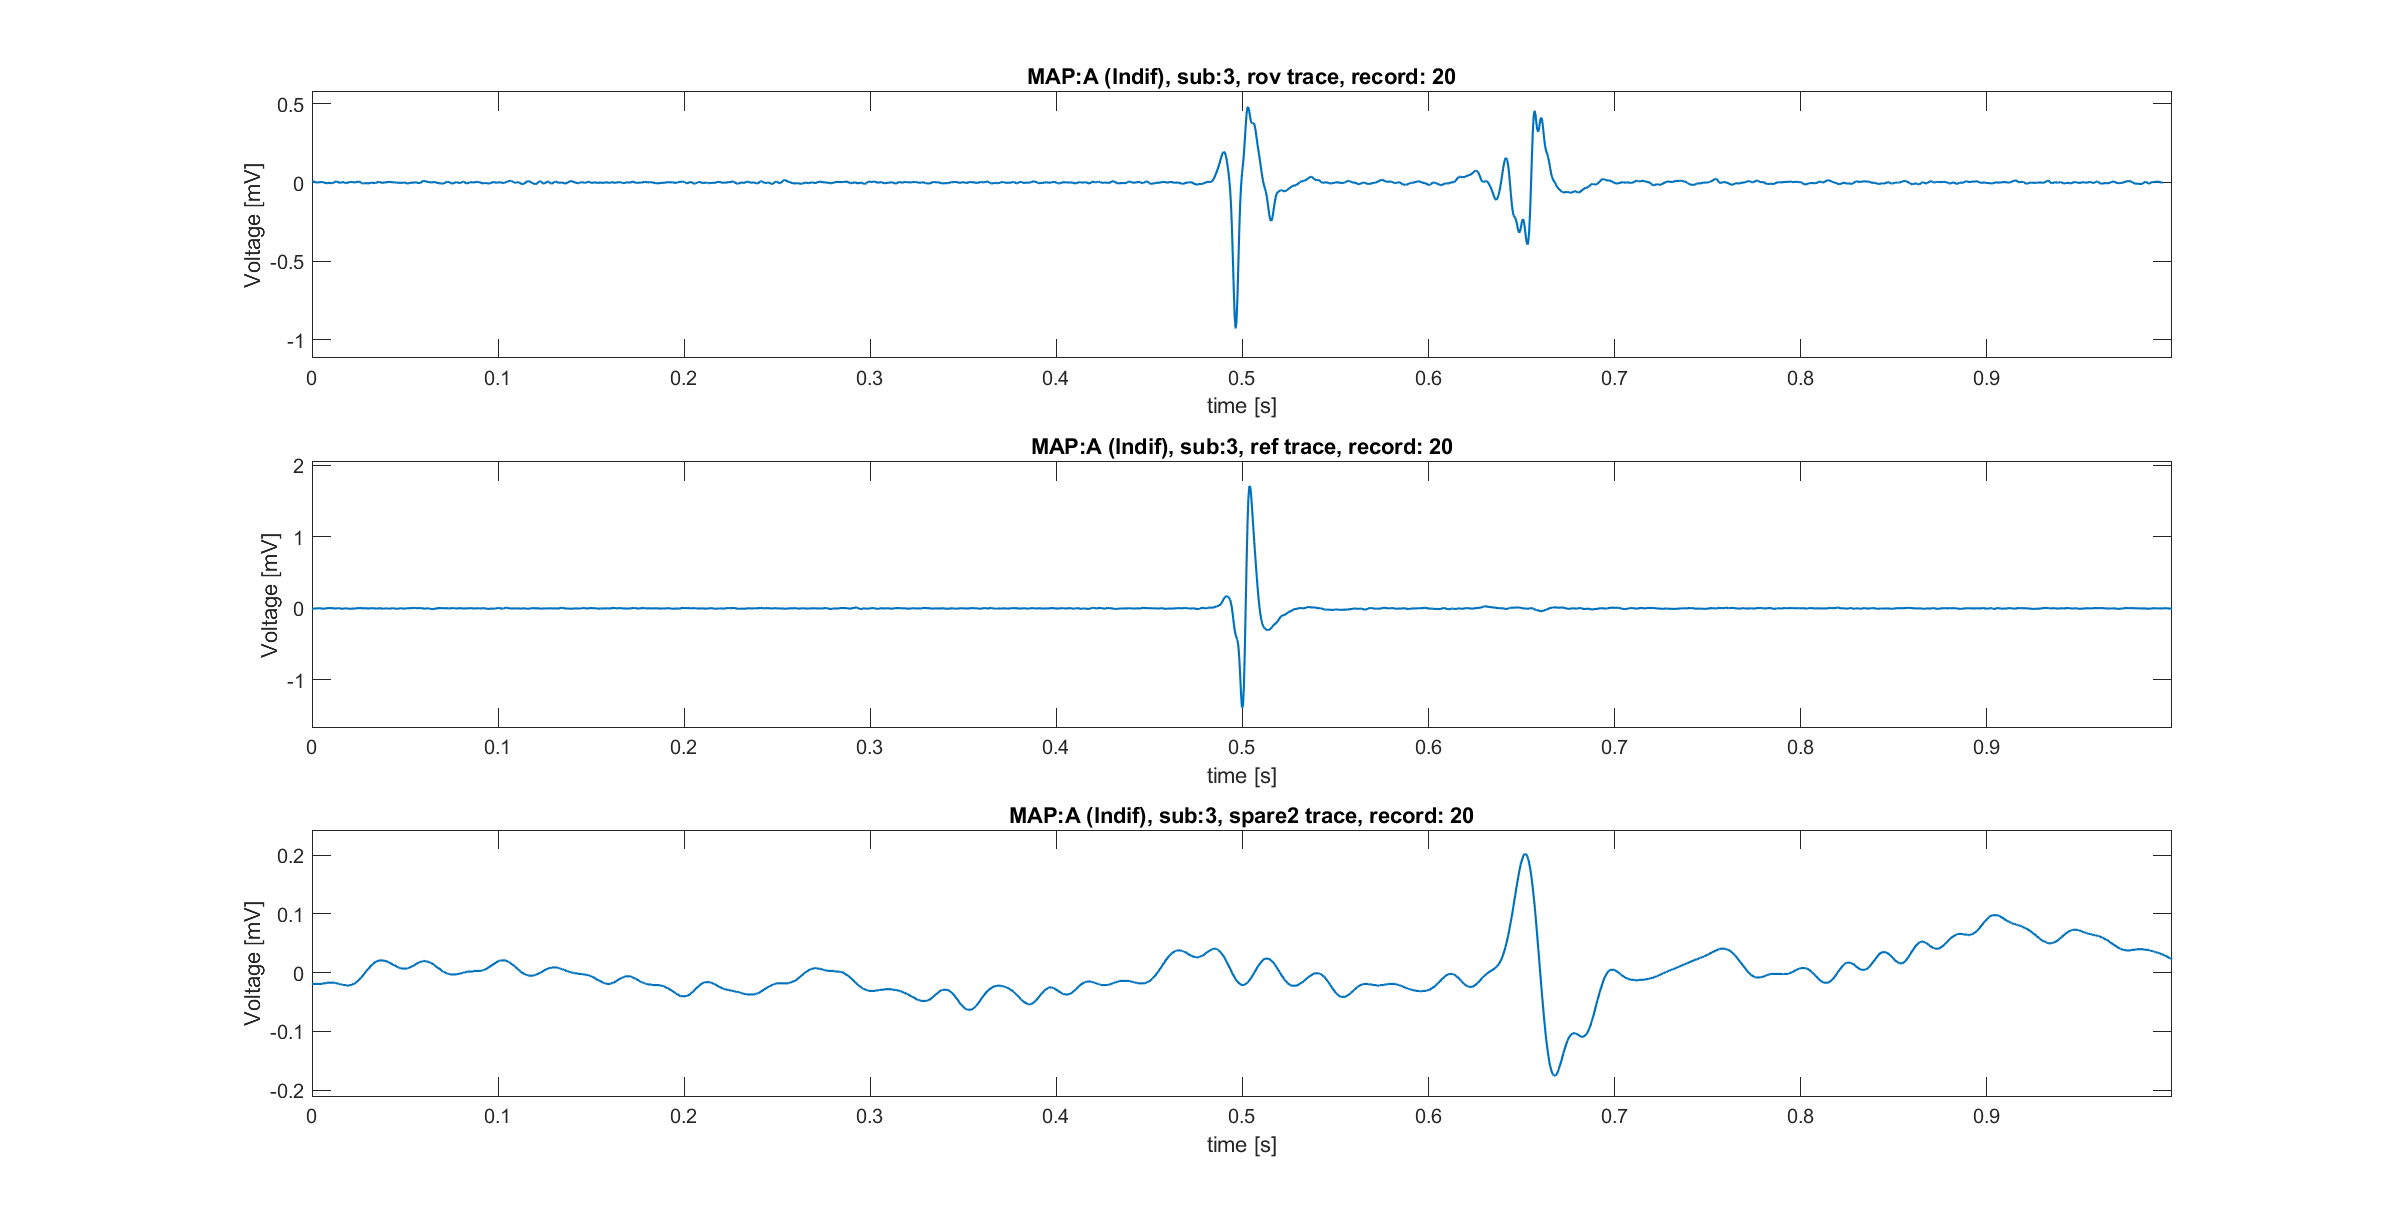 MAP:A (Indif), sub:3, rov trace, record: 20
0.5
0
-0.5
-1
Voltage [mV]
0 0.1 0.2 0.3 0.4 0.5 0.6 0.7 0.8 0.9
time [s]
MAP:A (Indif), sub:3, ref trace, record: 20
2
1
0
-1
Voltage [mV]
0 0.1 0.2 0.3 0.4 0.5 0.6 0.7 0.8 0.9
time [s]
MAP:A (Indif), sub:3, spare2 trace, record: 20
0.2
0.1
0
-0.1
-0.2
Voltage [mV]
0 0.1 0.2 0.3 0.4 0.5 0.6 0.7 0.8 0.9
time [s]